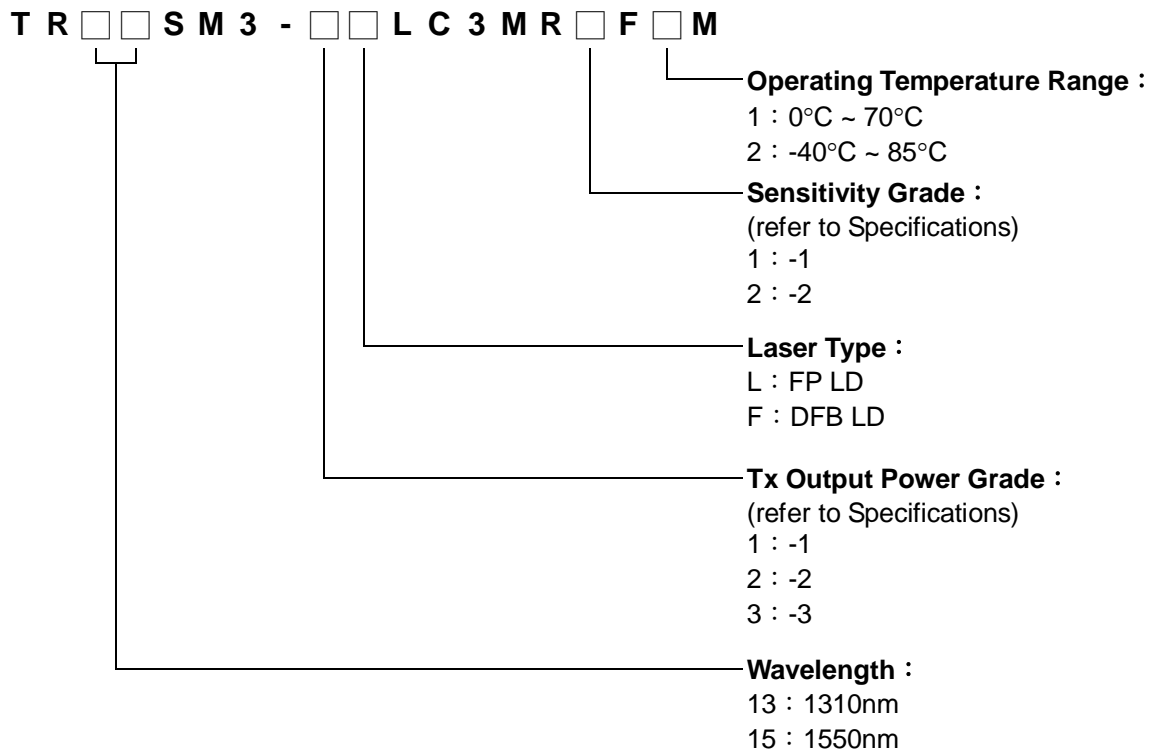 T R □ □ S M 3 - □ □ L C 3 M R □ F □ M
Operating Temperature Range：
1：0°C ~ 70°C
2：-40°C ~ 85°C
Sensitivity Grade：
(refer to Specifications)
1：-1
2：-2
Laser Type：
L：FP LD
F：DFB LD
Tx Output Power Grade：
(refer to Specifications)
1：-1
2：-2
3：-3
Wavelength：
13：1310nm
15：1550nm